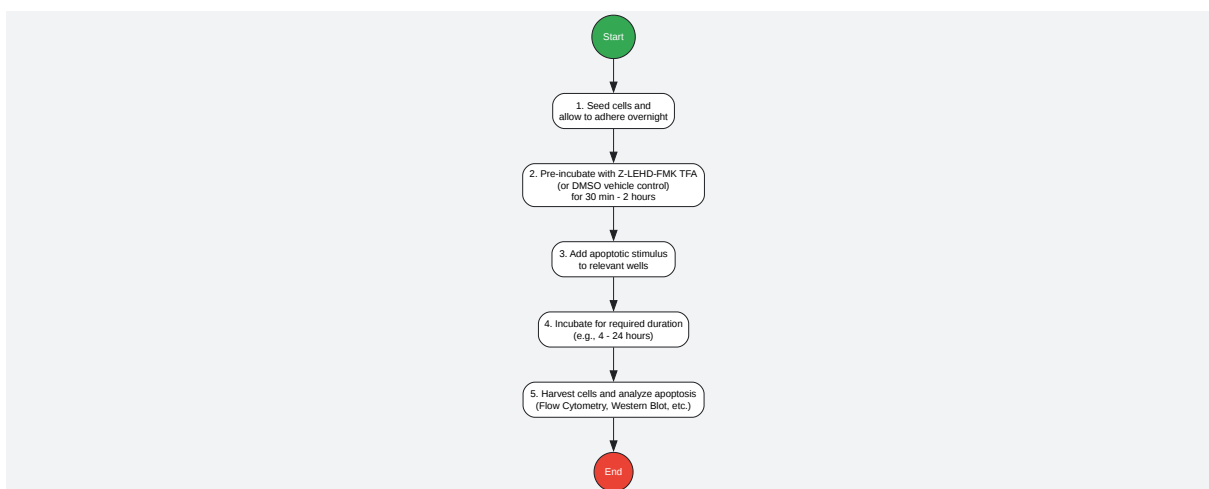 Start
1. Seed cells and
allow to adhere overnight
2. Pre-incubate with Z-LEHD-FMK TFA
(or DMSO vehicle control)
for 30 min - 2 hours
3. Add apoptotic stimulus
to relevant wells
4. Incubate for required duration
(e.g., 4 - 24 hours)
5. Harvest cells and analyze apoptosis
(Flow Cytometry, Western Blot, etc.)
End